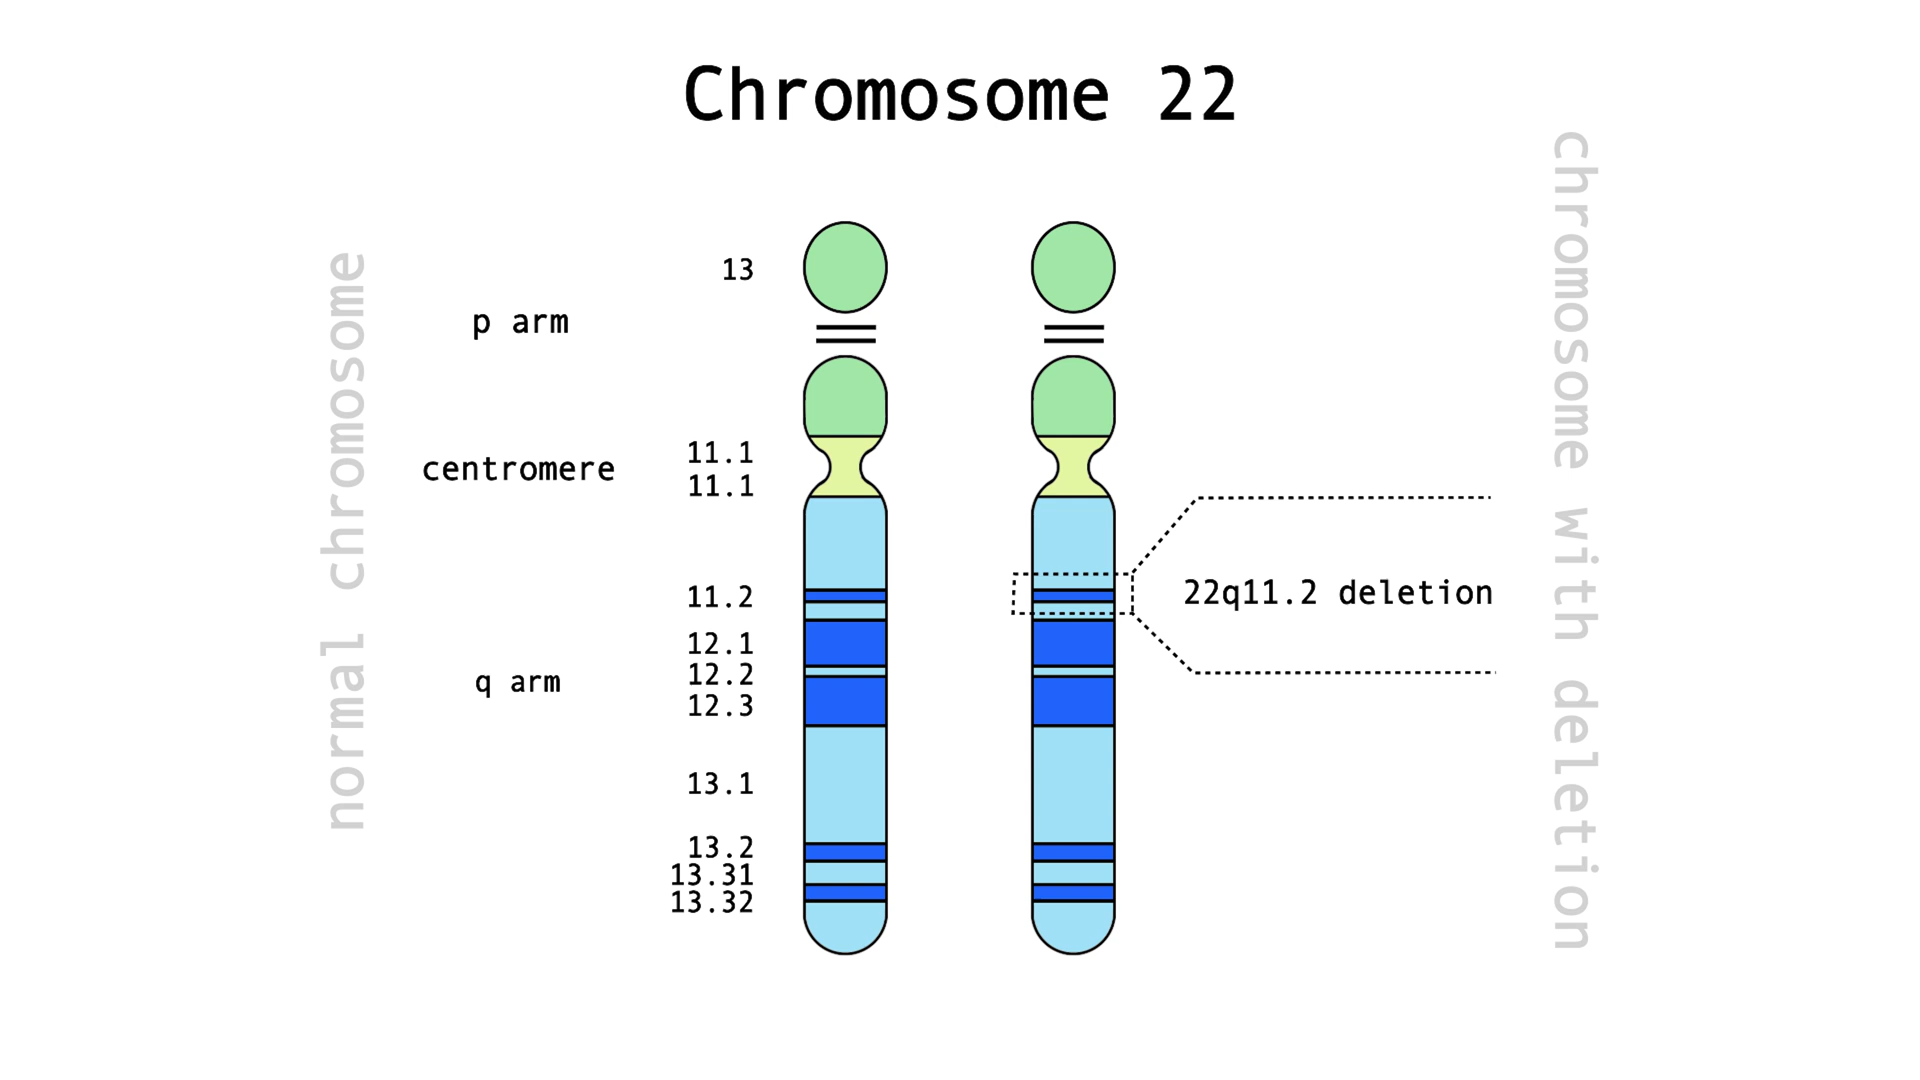 Chromosome 22
normal chromosome
p arm
centromere
q arm
13
11.1
11.1
11.2
12.1
12.2
12.3
13.1
13.2
13.31
13.32
22q11.2 deletion
chromosome with deletion